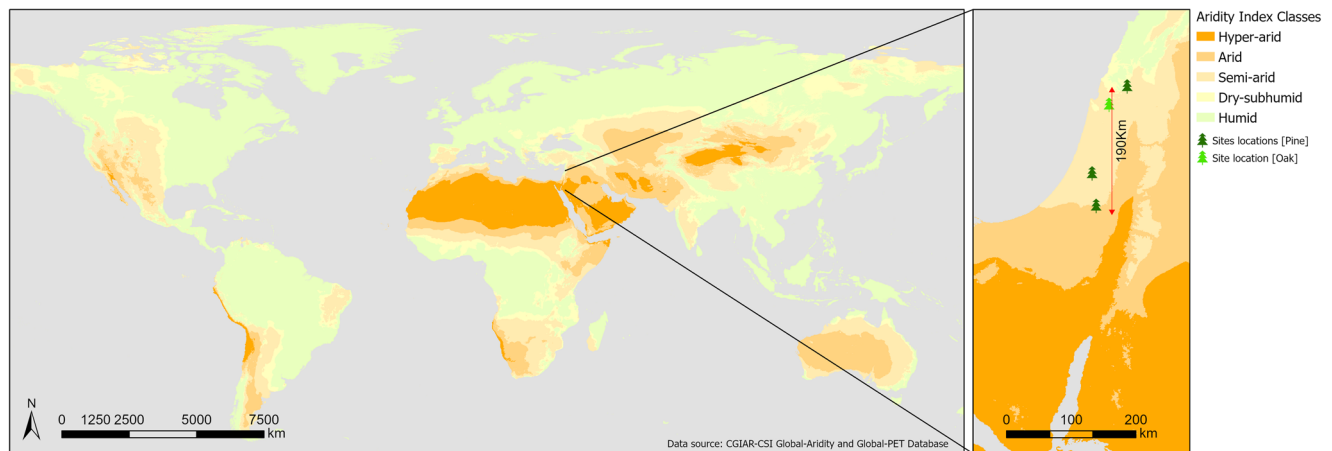 Aridity Index Classes
Hyper-arid
Arid
Semi-arid
Dry-subhumid
Humid
Sites locations [Pine]
Site location [Oak]
190Km
N
0 1250 2500 5000 7500
km
Data source: CGIAR-CSI Global-Aridity and Global-PET Database
0 100 200
km